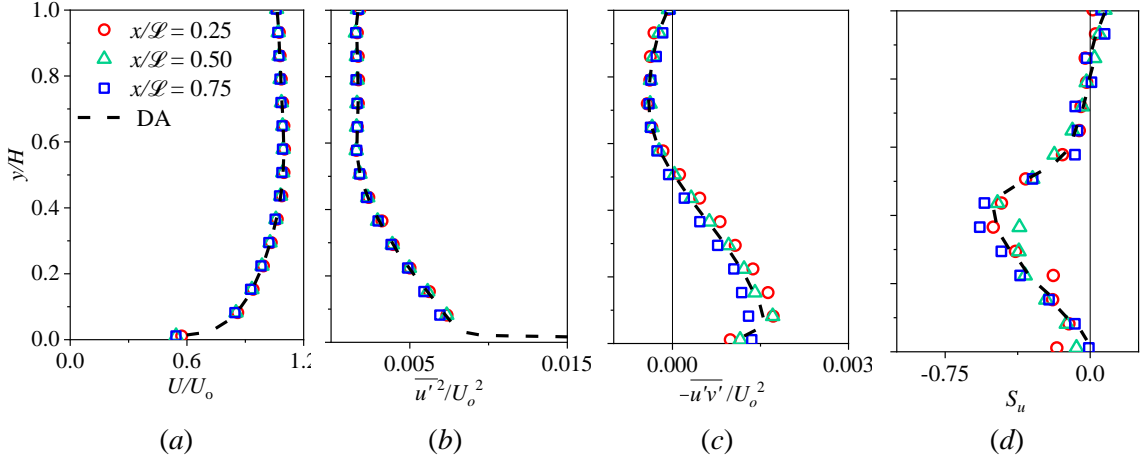 1.0
0.8
0.6
0.4
0.2
0.0
y/H
x/ℒ = 0.25
x/ℒ = 0.50
x/ℒ = 0.75
DA
0.0 0.6 1.2
0.005 0.015
0.000 0.003
-0.75 0.0
U/Uₒ
u′²/Uₒ²
-u′v′/Uₒ²
Sᵤ
(a) (b) (c) (d)